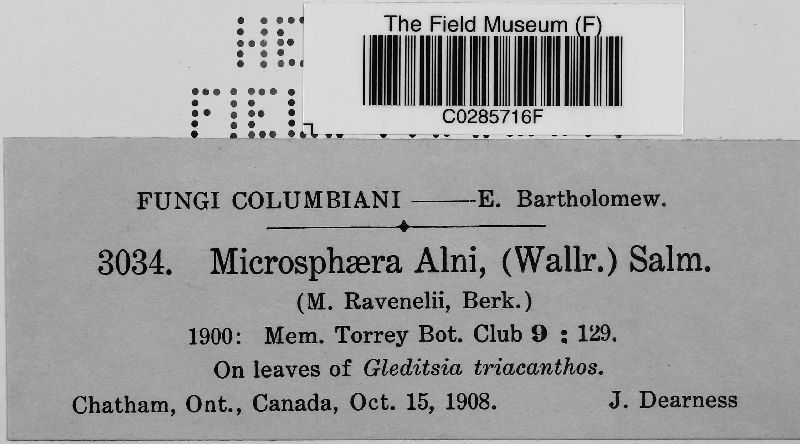 HE
The Field Museum (F)
C0285716F
FUNGI COLUMBIANI ——— E. Bartholomew.
3034. Microsphæra Alni, (Wallr.) Salm.
(M. Ravenelii, Berk.)
1900: Mem. Torrey Bot. Club 9 : 129.
On leaves of Gleditsia triacanthos.
Chatham, Ont., Canada, Oct. 15, 1908. J. Dearness